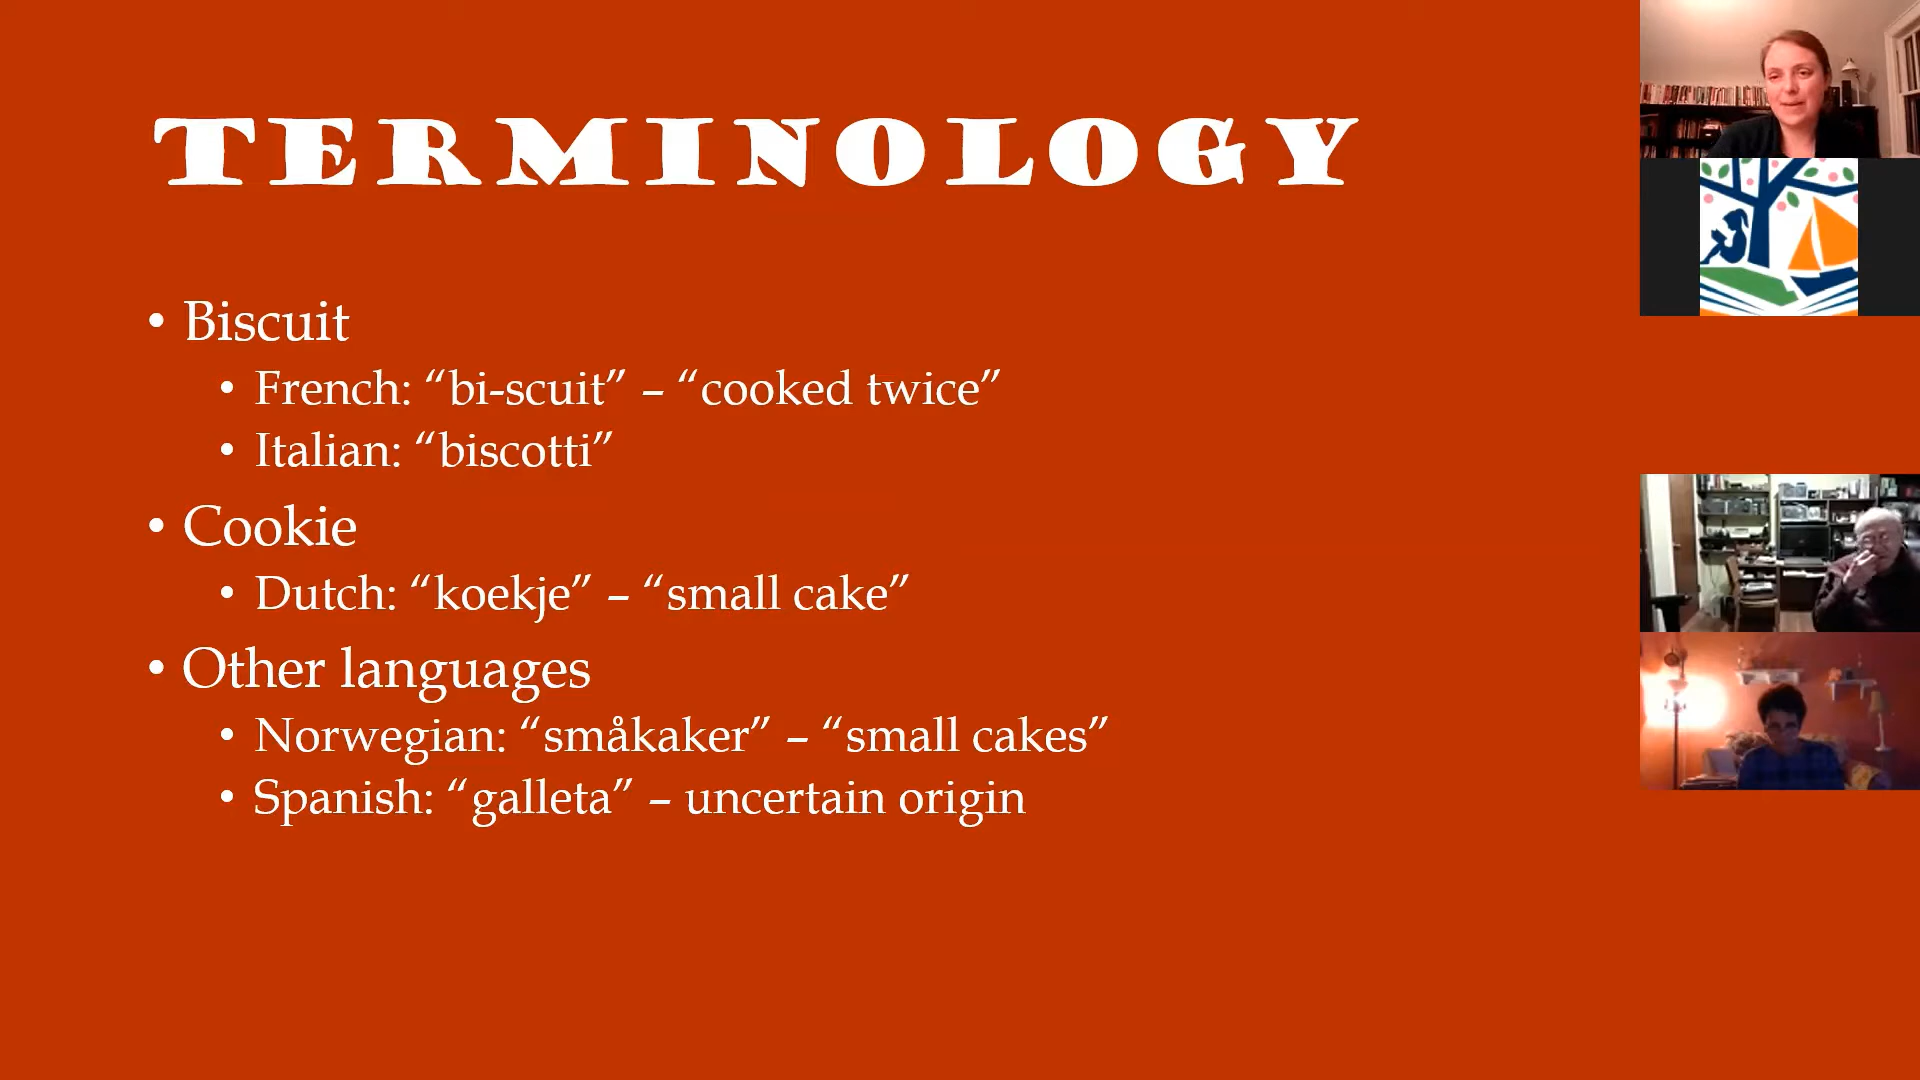 TERMINOLOGY
• Biscuit
• French: “bi-scuit” – “cooked twice”
• Italian: “biscotti”
• Cookie
• Dutch: “koekje” – “small cake”
• Other languages
• Norwegian: “småkaker” – “small cakes”
• Spanish: “galleta” – uncertain origin